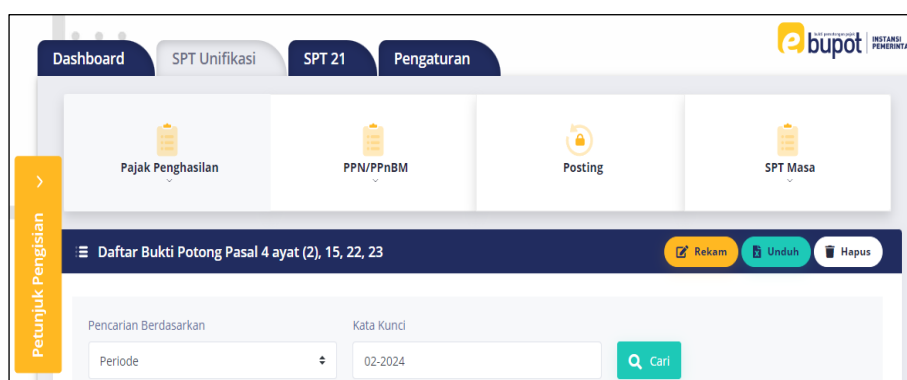 Dashboard SPT Unifikasi SPT 21 Pengaturan
e bupot INSTANSI
Pajak Penghasilan PPN/PPnBM Posting SPT Masa
Petunjuk Pengisian
Daftar Bukti Potong Pasal 4 ayat (2), 15, 22, 23 Rekam Unduh Hapus
Pencarian Berdasarkan Kata Kunci
Periode 02-2024 Cari